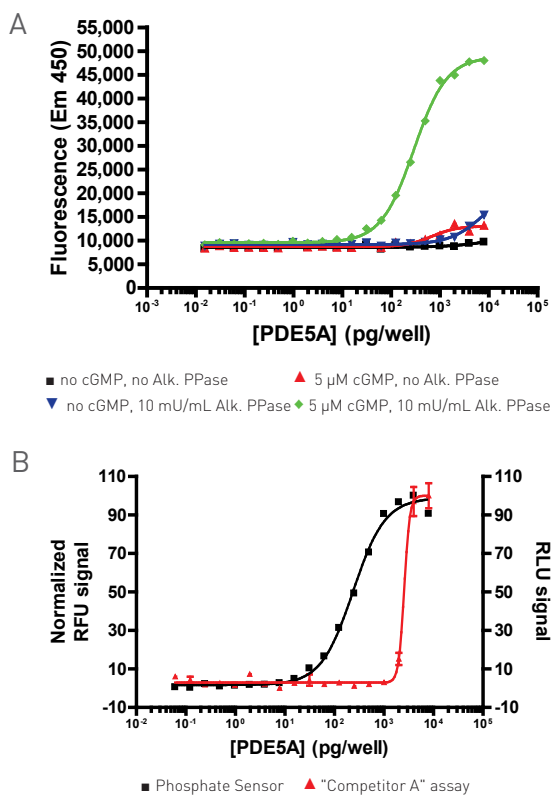 A
55,000
50,000
45,000
40,000
35,000
30,000
25,000
20,000
15,000
10,000
5,000
0
Fluorescence (Em 450)
10-3 10-2 10-1 100 101 102 103 104 105
[PDE5A] (pg/well)
■ no cGMP, no Alk. PPase ▲ 5 µM cGMP, no Alk. PPase
▼ no cGMP, 10 mU/mL Alk. PPase ◆ 5 µM cGMP, 10 mU/mL Alk. PPase
B
110 110
90 90
70 70
50 50
30 30
10 10
-10 -10
Normalized
RFU signal
RLU signal
10-2 10-1 100 101 102 103 104 105
[PDE5A] (pg/well)
■ Phosphate Sensor ▲ "Competitor A" assay